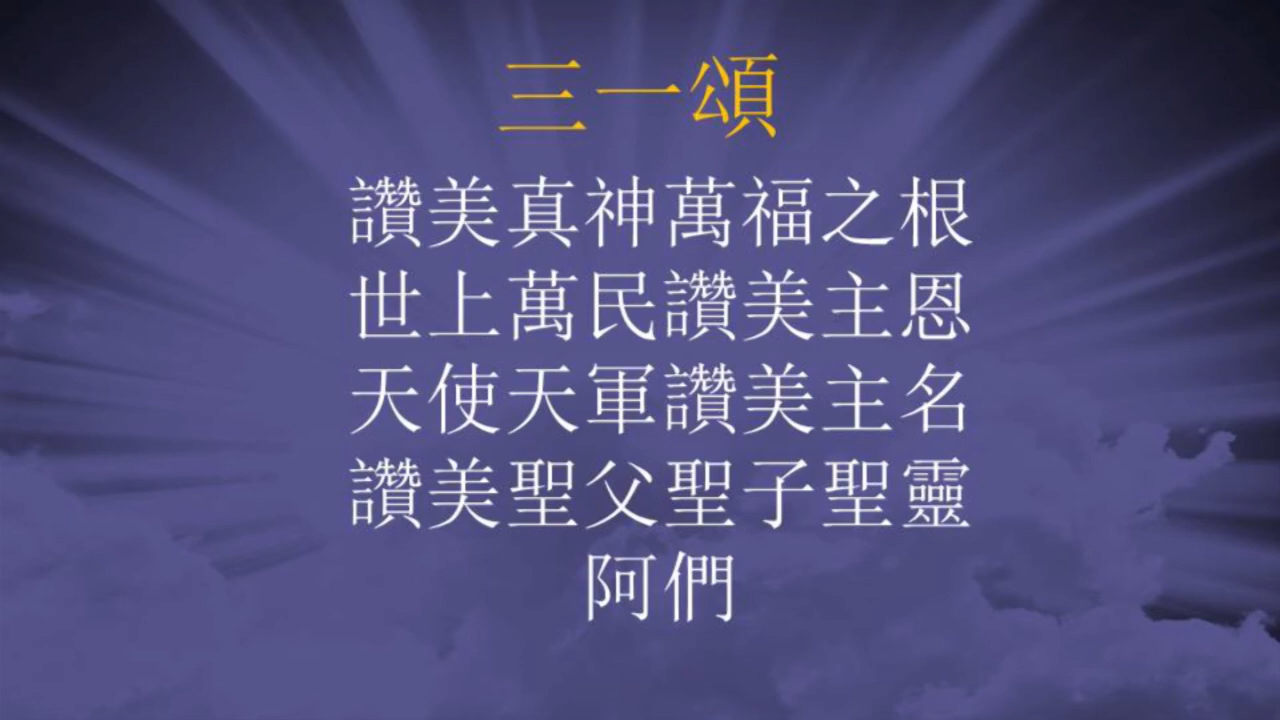 三一頌
讚美真神萬福之根
世上萬民讚美主恩
天使天軍讚美主名
讚美聖父聖子聖靈
阿們